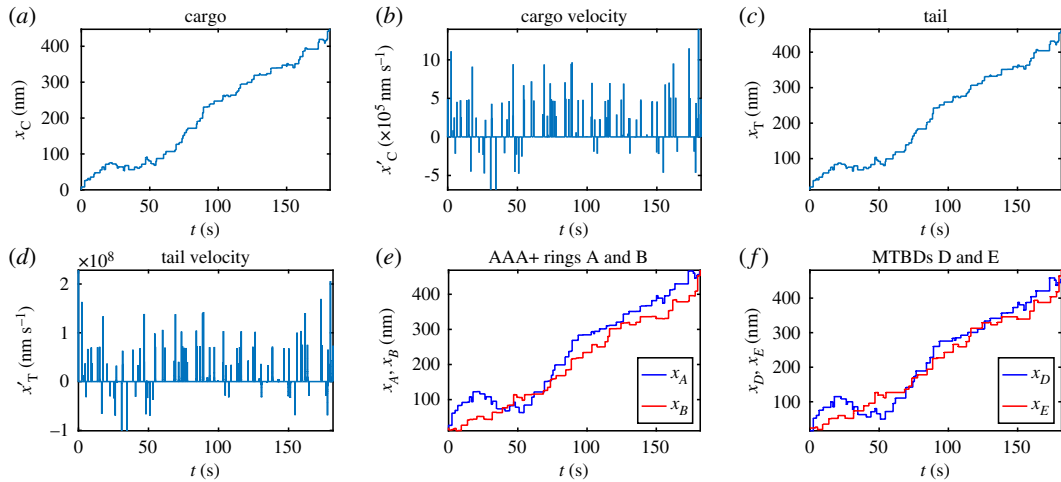 (a) cargo
400
300
200
100
0
x_C (nm)
0 50 100 150
t (s)
(b) cargo velocity
10
5
0
−5
x′_C (×10⁵ nm s⁻¹)
0 50 100 150
t (s)
(c) tail
400
300
200
100
x_T (nm)
0 50 100 150
t (s)
(d) tail velocity
×10⁸
2
1
0
−1
x′_T (nm s⁻¹)
0 50 100 150
t (s)
(e) AAA+ rings A and B
400
300
200
100
x_A, x_B (nm)
x_A
x_B
0 50 100 150
t (s)
(f) MTBDs D and E
400
300
200
100
x_D, x_E (nm)
x_D
x_E
0 50 100 150
t (s)